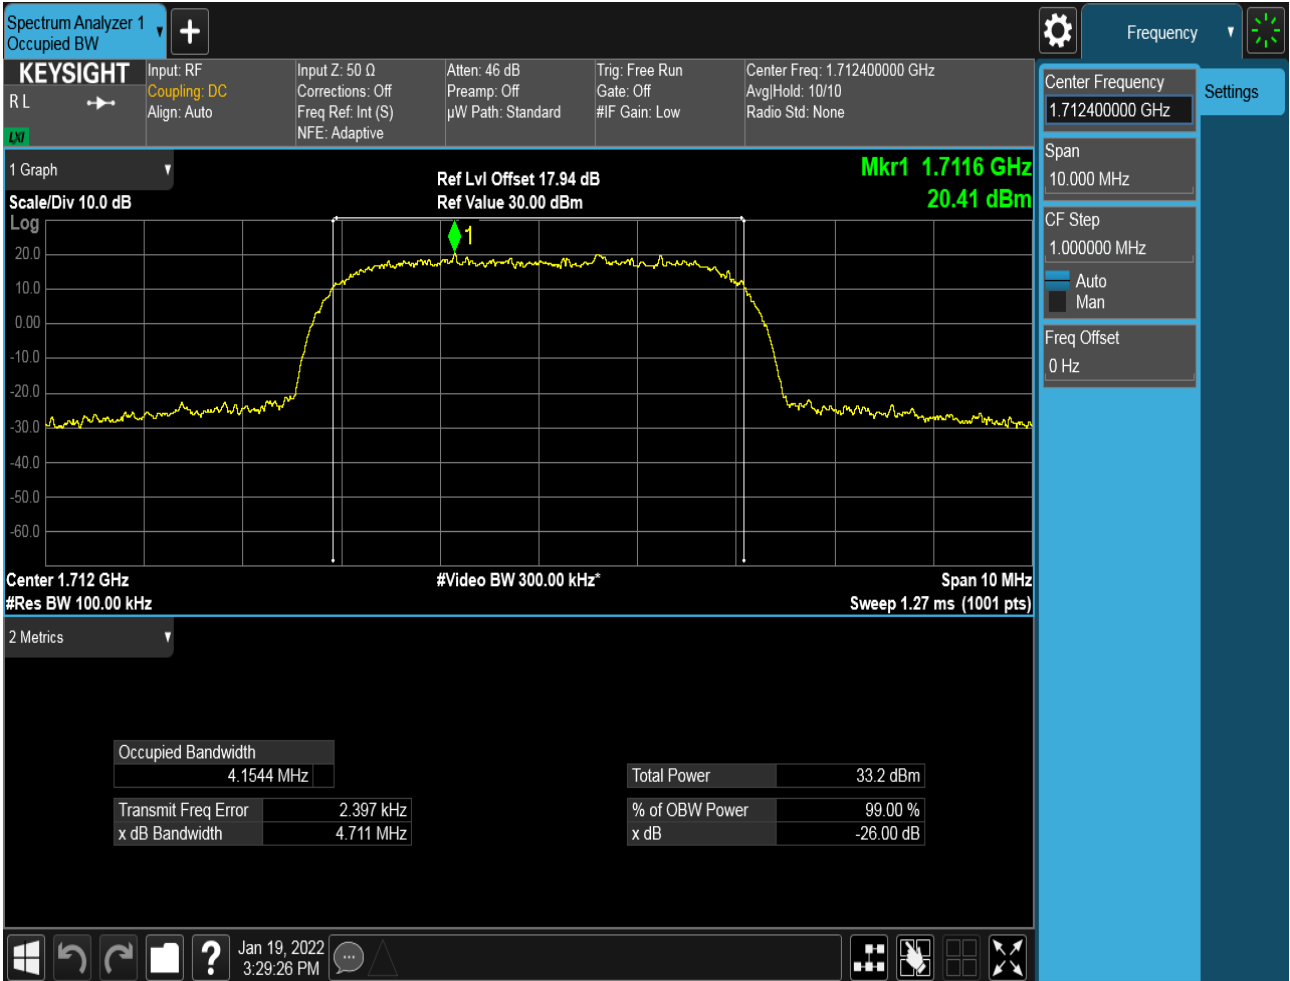 Spectrum Analyzer 1
Occupied BW
Frequency
KEYSIGHT
R L
LXI
Input: RF
Coupling: DC
Align: Auto
Input Z: 50 Ω
Corrections: Off
Freq Ref: Int (S)
NFE: Adaptive
Atten: 46 dB
Preamp: Off
µW Path: Standard
Trig: Free Run
Gate: Off
#IF Gain: Low
Center Freq: 1.712400000 GHz
Avg|Hold: 10/10
Radio Std: None
Center Frequency
1.712400000 GHz
Settings
Span
10.000 MHz
CF Step
1.000000 MHz
Auto
Man
Freq Offset
0 Hz
1 Graph
Scale/Div 10.0 dB
Log
Ref Lvl Offset 17.94 dB
Ref Value 30.00 dBm
Mkr1 1.7116 GHz
20.41 dBm
1
20.0
10.0
0.00
-10.0
-20.0
-30.0
-40.0
-50.0
-60.0
Center 1.712 GHz
#Video BW 300.00 kHz*
Span 10 MHz
#Res BW 100.00 kHz
Sweep 1.27 ms (1001 pts)
2 Metrics
Occupied Bandwidth
4.1544 MHz
Total Power 33.2 dBm
Transmit Freq Error 2.397 kHz
% of OBW Power 99.00 %
x dB Bandwidth 4.711 MHz
x dB -26.00 dB
?
Jan 19, 2022
3:29:26 PM